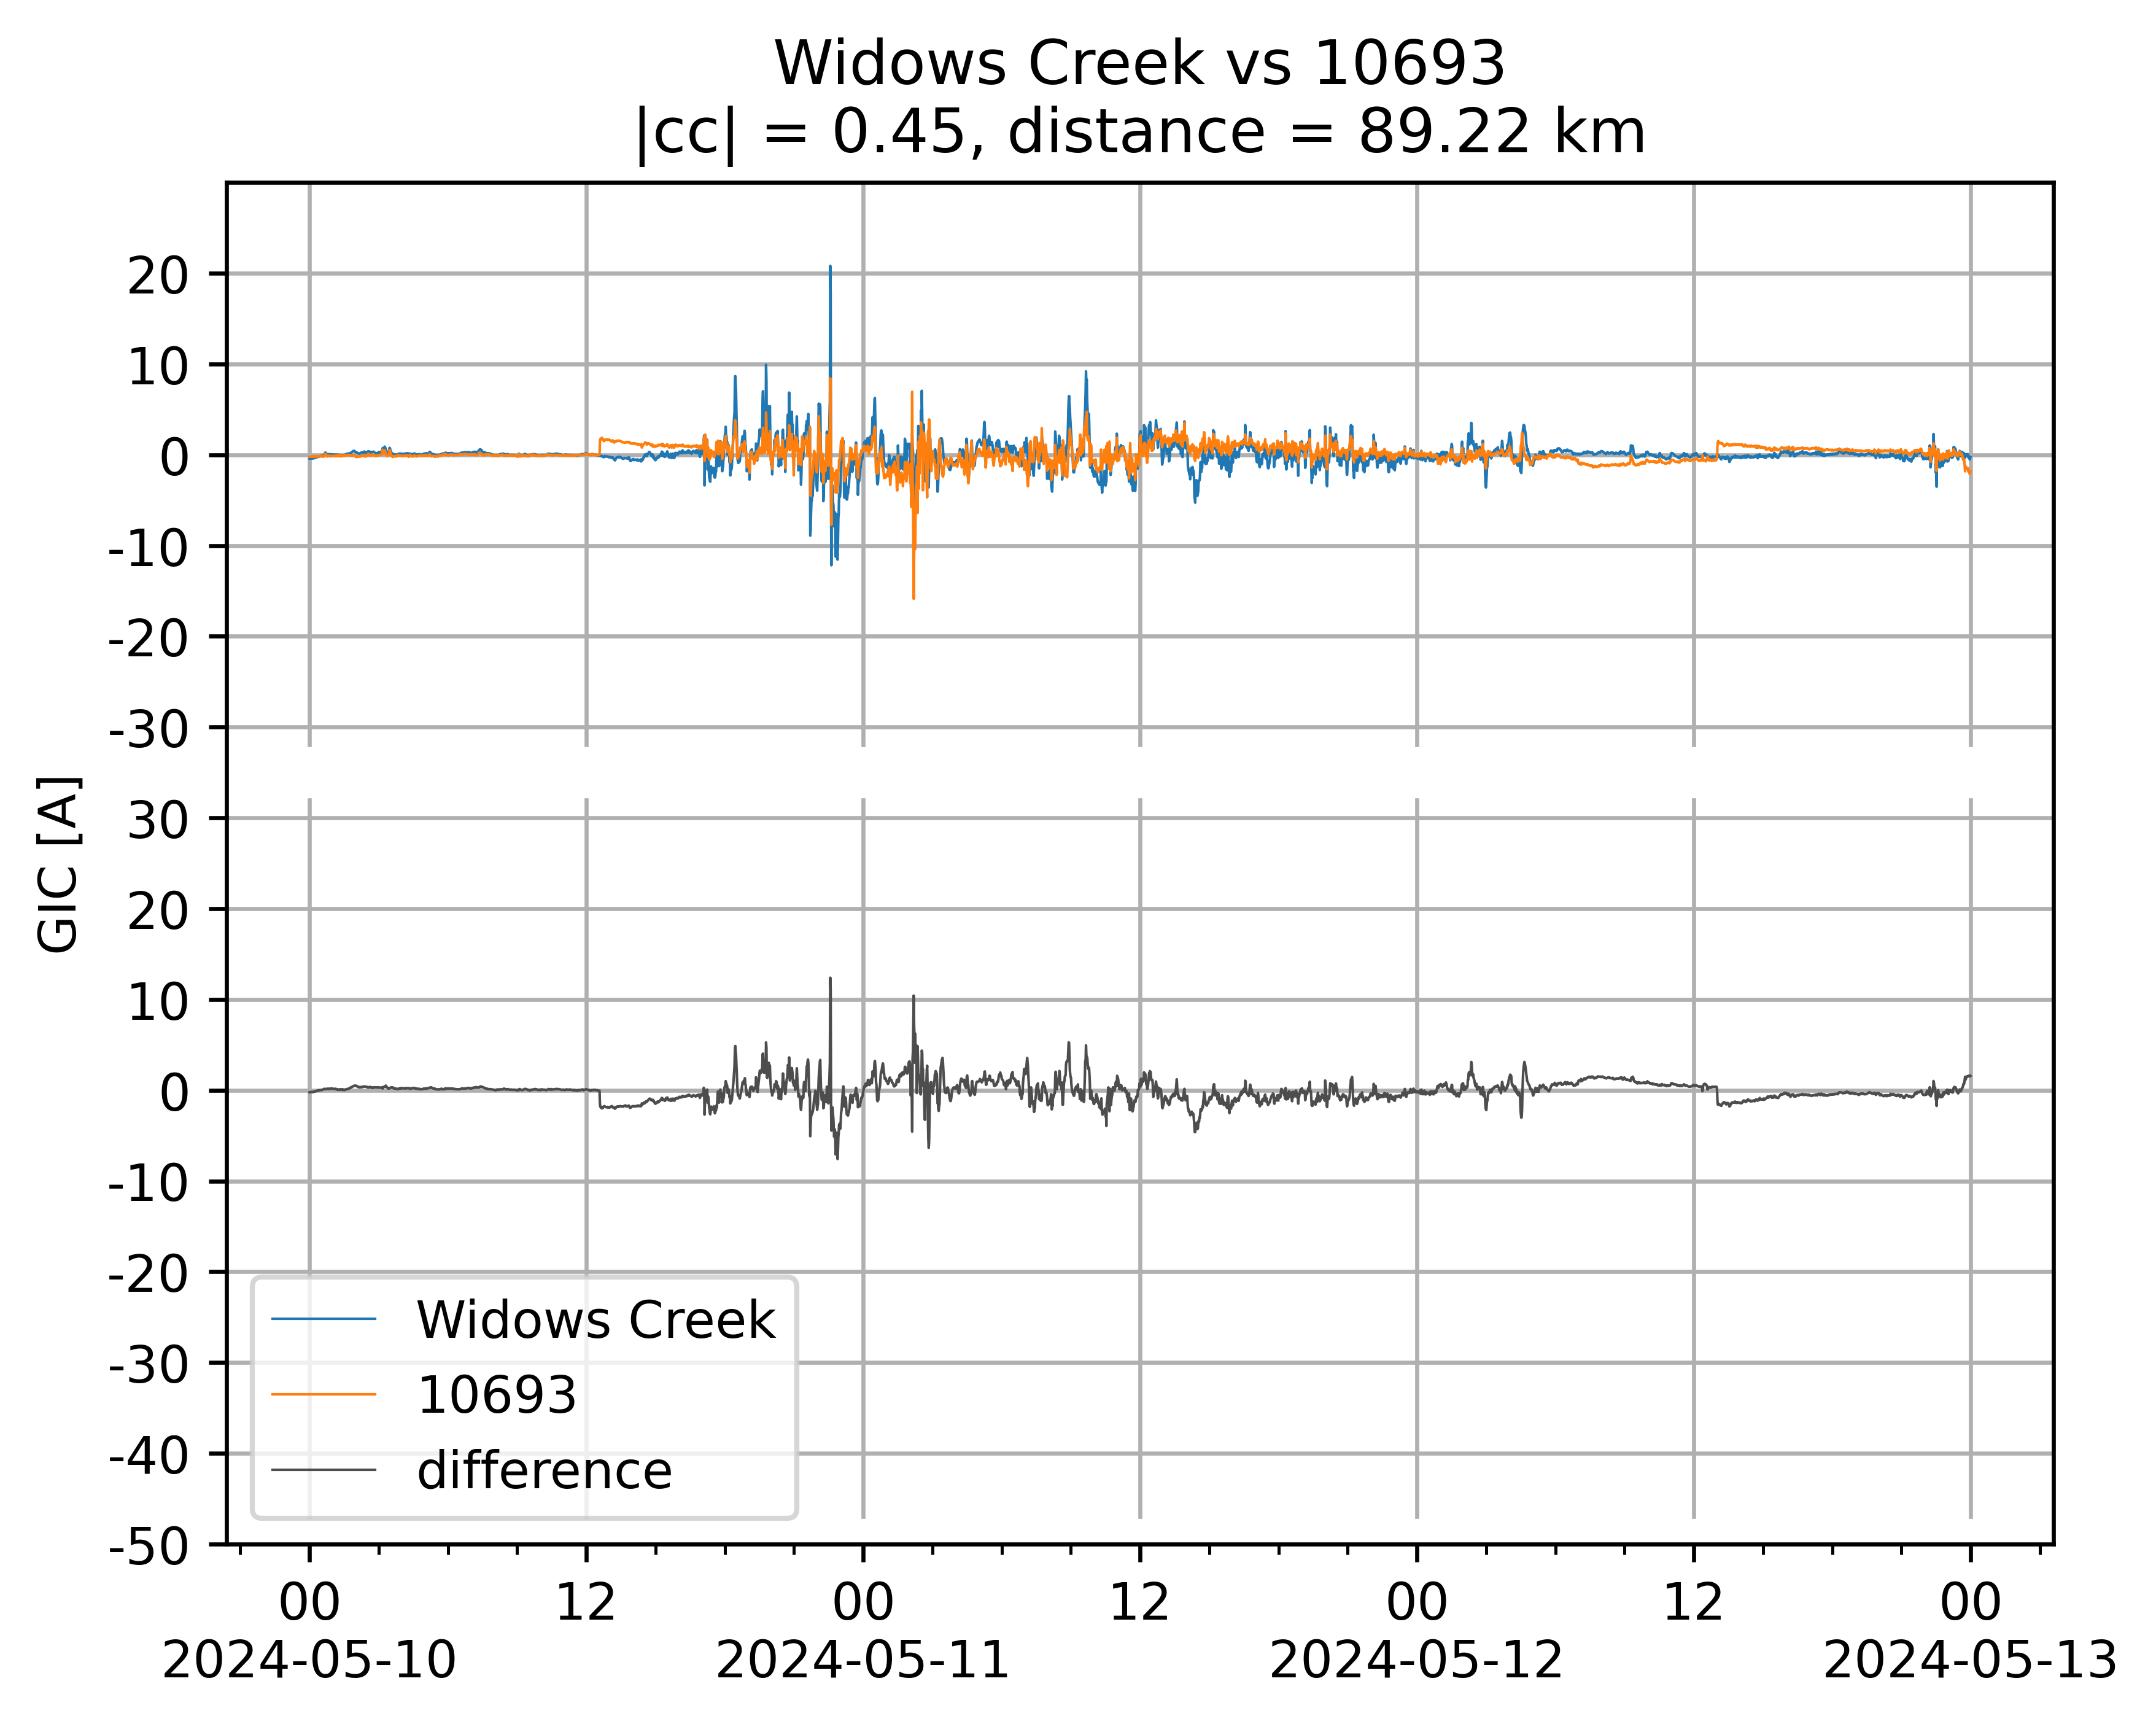 Widows Creek vs 10693
|cc| = 0.45, distance = 89.22 km
GIC [A]
20
10
0
-10
-20
-30
30
20
10
0
-10
-20
-30
-40
-50
Widows Creek
10693
difference
00 12 00 12 00 12 00
2024-05-10 2024-05-11 2024-05-12 2024-05-13